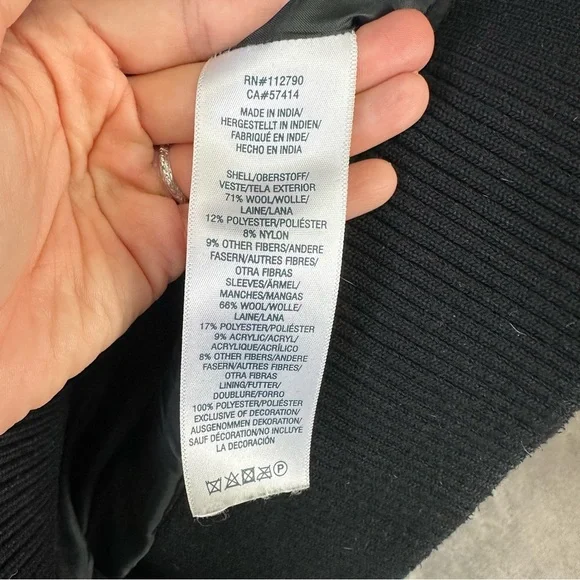 RN#112790
CA#57414
MADE IN INDIA/
HERGESTELLT IN INDIEN/
FABRIQUÉ EN INDE/
HECHO EN INDIA
SHELL/OBERSTOFF/
VESTE/TELA EXTERIOR
71% WOOL/WOLLE/
LAINE/LANA
12% POLYESTER/POLIÉSTER
8% NYLON
9% OTHER FIBERS/ANDERE
FASERN/AUTRES FIBRES/
OTRA FIBRAS
SLEEVES/ÄRMEL/
MANCHES/MANGAS
66% WOOL/WOLLE/
LAINE/LANA
17% POLYESTER/POLIÉSTER
9% ACRYLIC/ACRYL/
ACRYLIQUE/ACRÍLICO
8% OTHER FIBERS/ANDERE
FASERN/AUTRES FIBRES/
OTRA FIBRAS
LINING/FUTTER/
DOUBLURE/FORRO
100% POLYESTER/POLIÉSTER
EXCLUSIVE OF DECORATION/
AUSGENOMMEN DEKORATION/
SAUF DÉCORATION/NO INCLUYE
LA DECORACIÓN
P